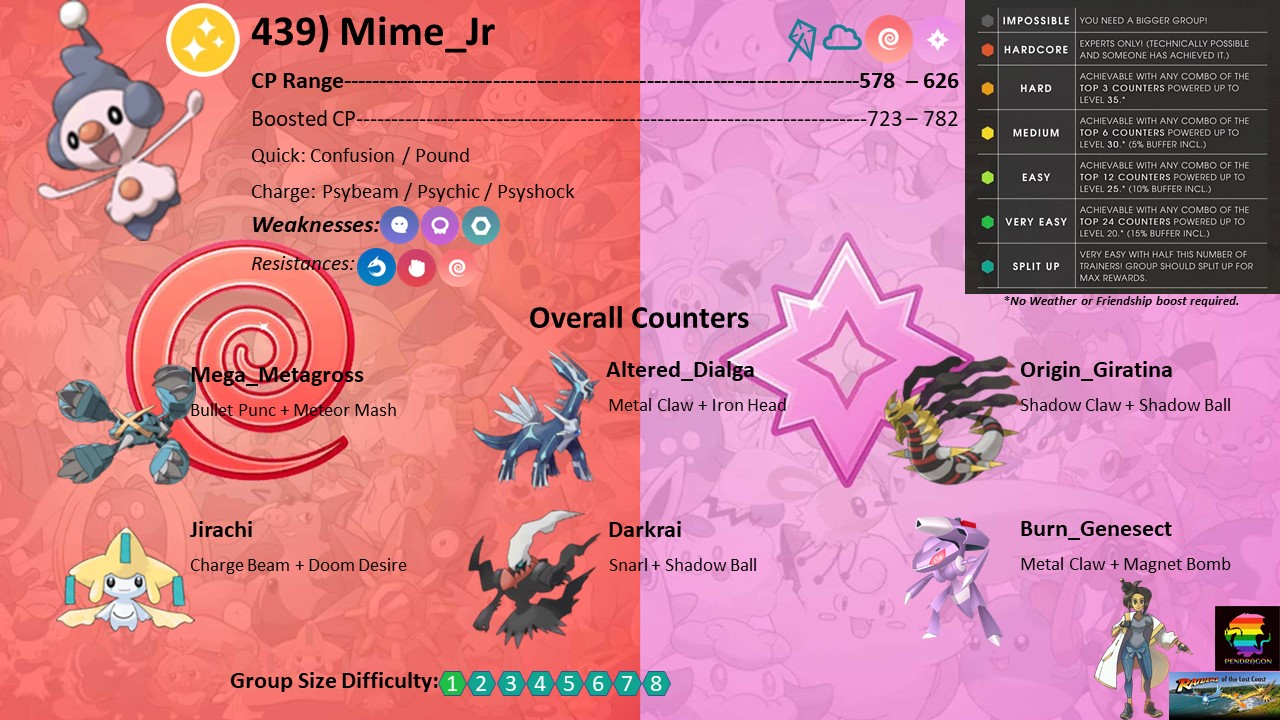 439) Mime_Jr
CP Range------------------------------------------------------------------------578 – 626
Boosted CP------------------------------------------------------------------------723 – 782
Quick: Confusion / Pound
Charge: Psybeam / Psychic / Psyshock
Weaknesses:
Resistances:
IMPOSSIBLE YOU NEED A BIGGER GROUP!
HARDCORE EXPERTS ONLY! (TECHNICALLY POSSIBLE
AND SOMEONE HAS ACHIEVED IT.)
HARD ACHIEVABLE WITH ANY COMBO OF THE
TOP 3 COUNTERS POWERED UP TO
LEVEL 35.*
MEDIUM ACHIEVABLE WITH ANY COMBO OF THE
TOP 6 COUNTERS POWERED UP TO
LEVEL 30.* (5% BUFFER INCL.)
EASY ACHIEVABLE WITH ANY COMBO OF THE
TOP 12 COUNTERS POWERED UP TO
LEVEL 25.* (10% BUFFER INCL.)
VERY EASY ACHIEVABLE WITH ANY COMBO OF THE
TOP 24 COUNTERS POWERED UP TO
LEVEL 20.* (15% BUFFER INCL.)
SPLIT UP VERY EASY WITH HALF THIS NUMBER OF
TRAINERS! GROUP SHOULD SPLIT UP FOR
MAX REWARDS.
*No Weather or Friendship boost required.
Overall Counters
Mega_Metagross
Bullet Punc + Meteor Mash
Altered_Dialga
Metal Claw + Iron Head
Origin_Giratina
Shadow Claw + Shadow Ball
Jirachi
Charge Beam + Doom Desire
Darkrai
Snarl + Shadow Ball
Burn_Genesect
Metal Claw + Magnet Bomb
Group Size Difficulty: 1 2 3 4 5 6 7 8
PENDRAGON
RAIDERS of the Lost Coast